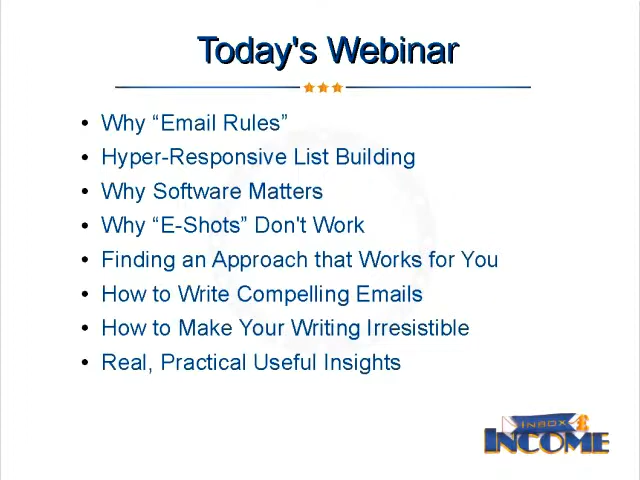 Today's Webinar
• Why “Email Rules”
• Hyper-Responsive List Building
• Why Software Matters
• Why “E-Shots” Don't Work
• Finding an Approach that Works for You
• How to Write Compelling Emails
• How to Make Your Writing Irresistible
• Real, Practical Useful Insights
INBOX £
INCOME